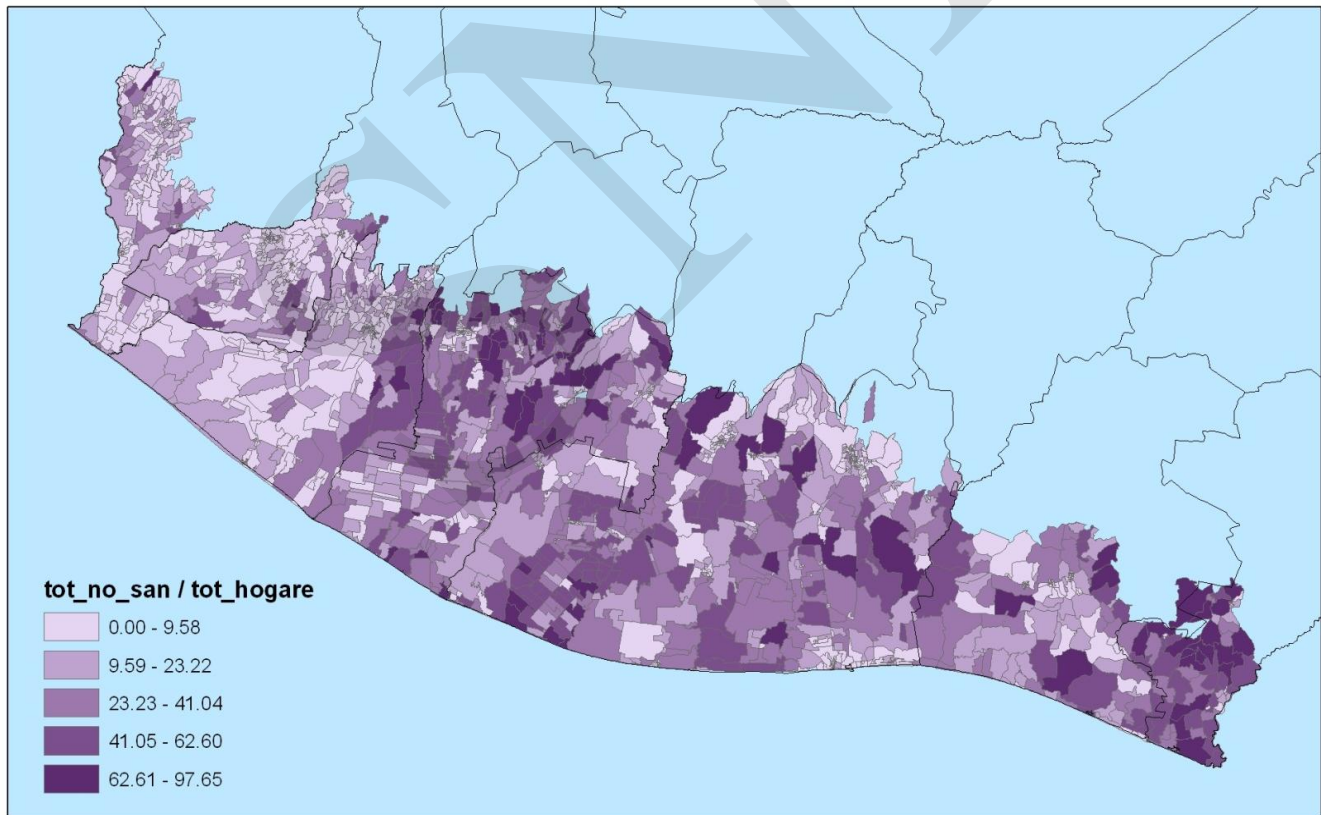 tot_no_san / tot_hogare
0.00 - 9.58
9.59 - 23.22
23.23 - 41.04
41.05 - 62.60
62.61 - 97.65